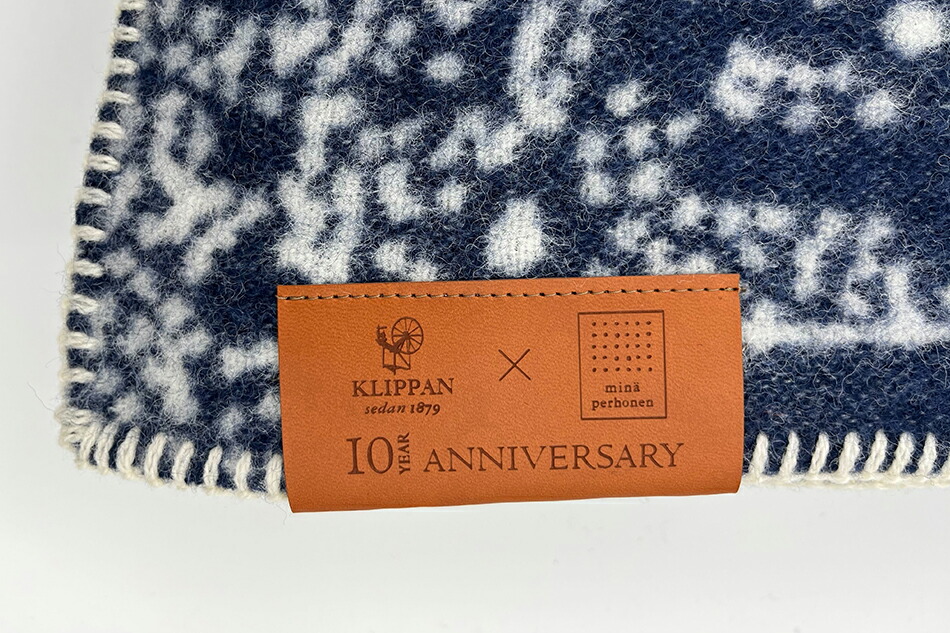 KLIPPAN
sedan 1879
×
minä
perhonen
10 YEAR ANNIVERSARY